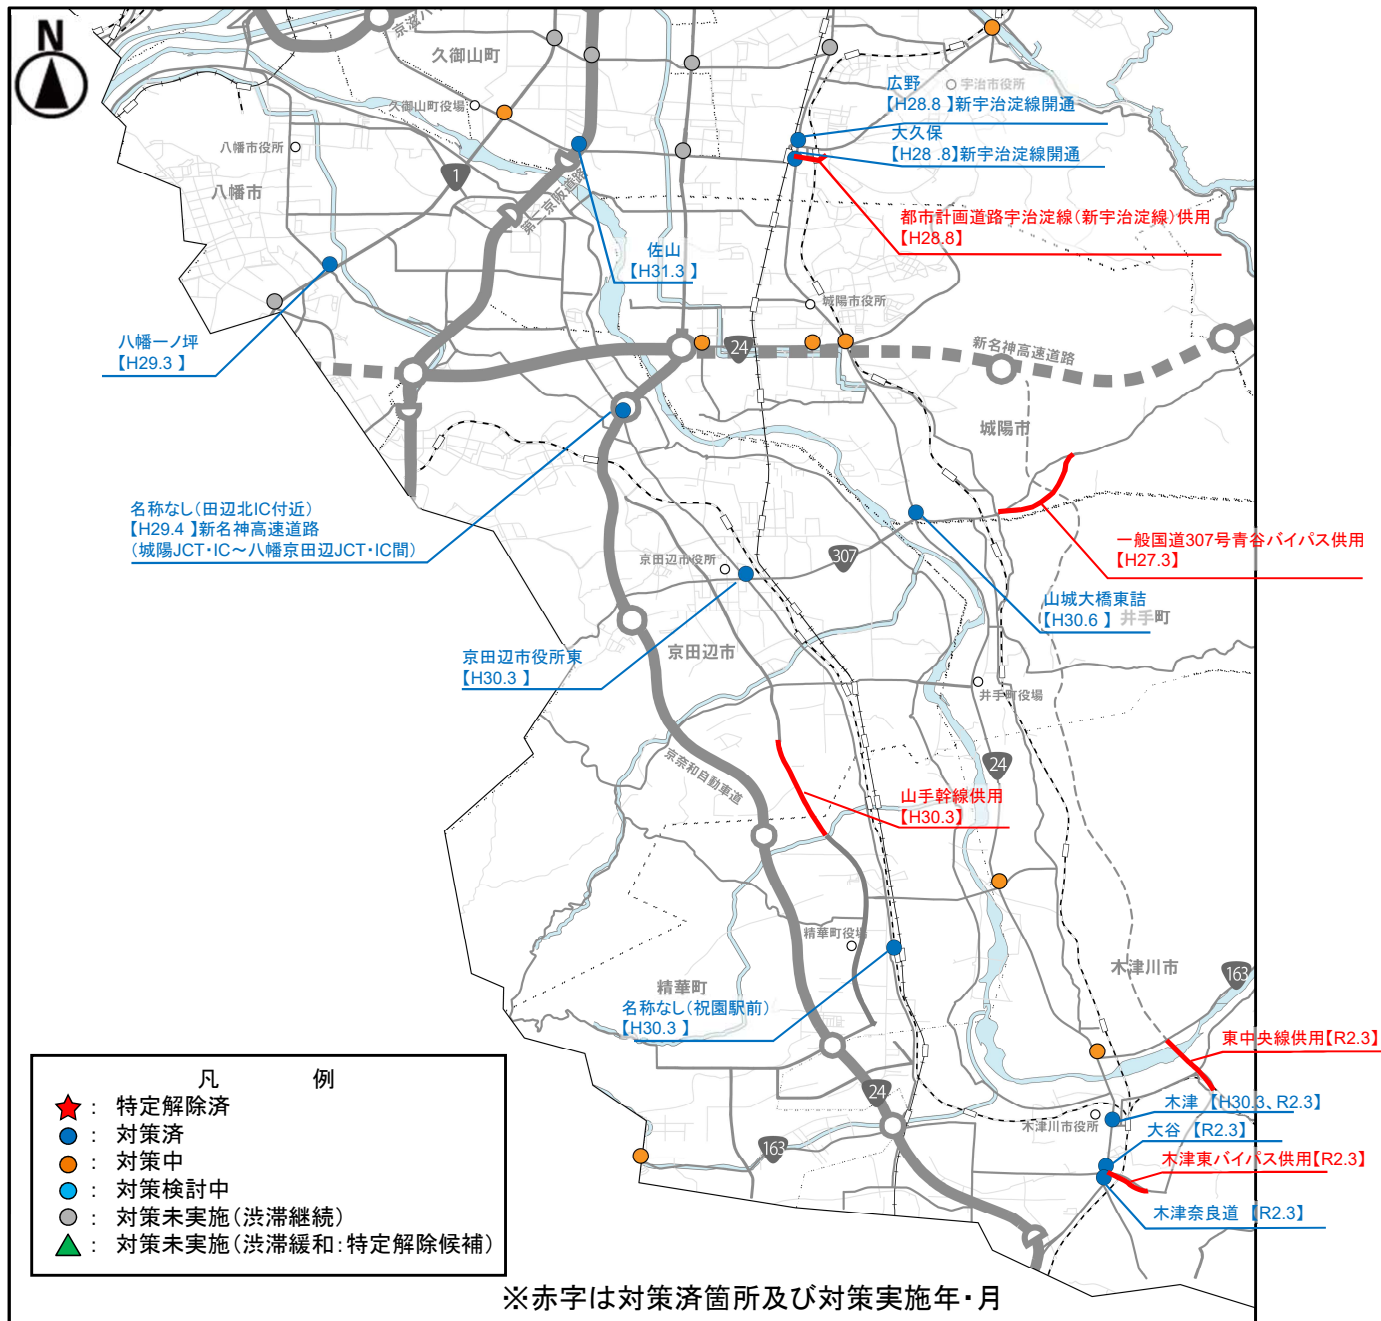 N
京滋バ
久御山町
久御山町役場
八幡市役所
八幡市
1
第二京阪道路
広野
【H28.8 】新宇治淀線開通
宇治市役所
大久保
【H28 .8】新宇治淀線開通
都市計画道路宇治淀線（新宇治淀線）供用
【H28.8】
佐山
【H31.3 】
城陽市役所
八幡一ノ坪
【H29.3 】
24
新名神高速道路
城陽市
名称なし（田辺北IC付近）
【H29.4 】新名神高速道路
（城陽JCT・IC～八幡京田辺JCT・IC間）
京田辺市役所
307
一般国道307号青谷バイパス供用
【H27.3】
山城大橋東詰
【H30.6 】
井手町
京田辺市役所東
【H30.3 】
京田辺市
井手町役場
24
京奈和自動車道
山手幹線供用
【H30.3】
精華町役場
木津川市
163
精華町
名称なし（祝園駅前）
【H30.3 】
東中央線供用【R2.3】
24
木津川市役所
木津 【H30.3、R2.3】
大谷 【R2.3】
163
木津東バイパス供用【R2.3】
木津奈良道 【R2.3】
凡 例
： 特定解除済
： 対策済
： 対策中
： 対策検討中
： 対策未実施（渋滞継続）
： 対策未実施（渋滞緩和：特定解除候補）
※赤字は対策済箇所及び対策実施年・月